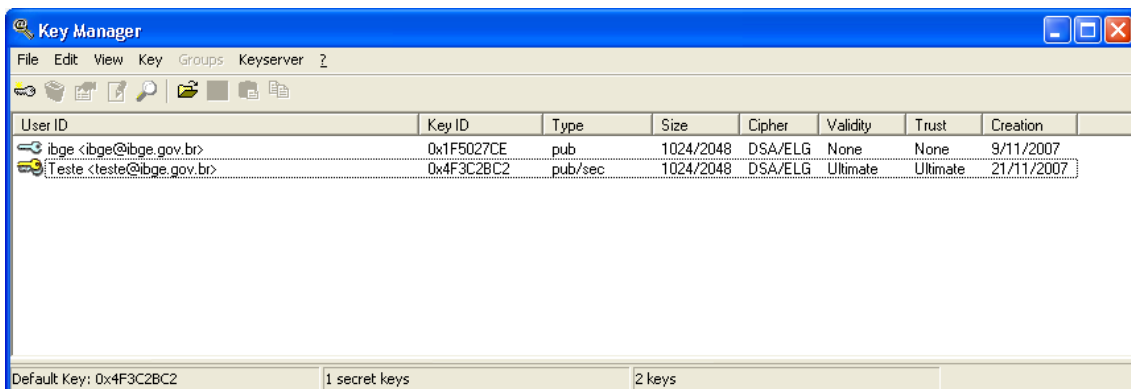 Key Manager
File Edit View Key Groups Keyserver ?
User ID Key ID Type Size Cipher Validity Trust Creation
ibge <ibge@ibge.gov.br> 0x1F5027CE pub 1024/2048 DSA/ELG None None 9/11/2007
Teste <teste@ibge.gov.br> 0x4F3C2BC2 pub/sec 1024/2048 DSA/ELG Ultimate Ultimate 21/11/2007
Default Key: 0x4F3C2BC2 1 secret keys 2 keys